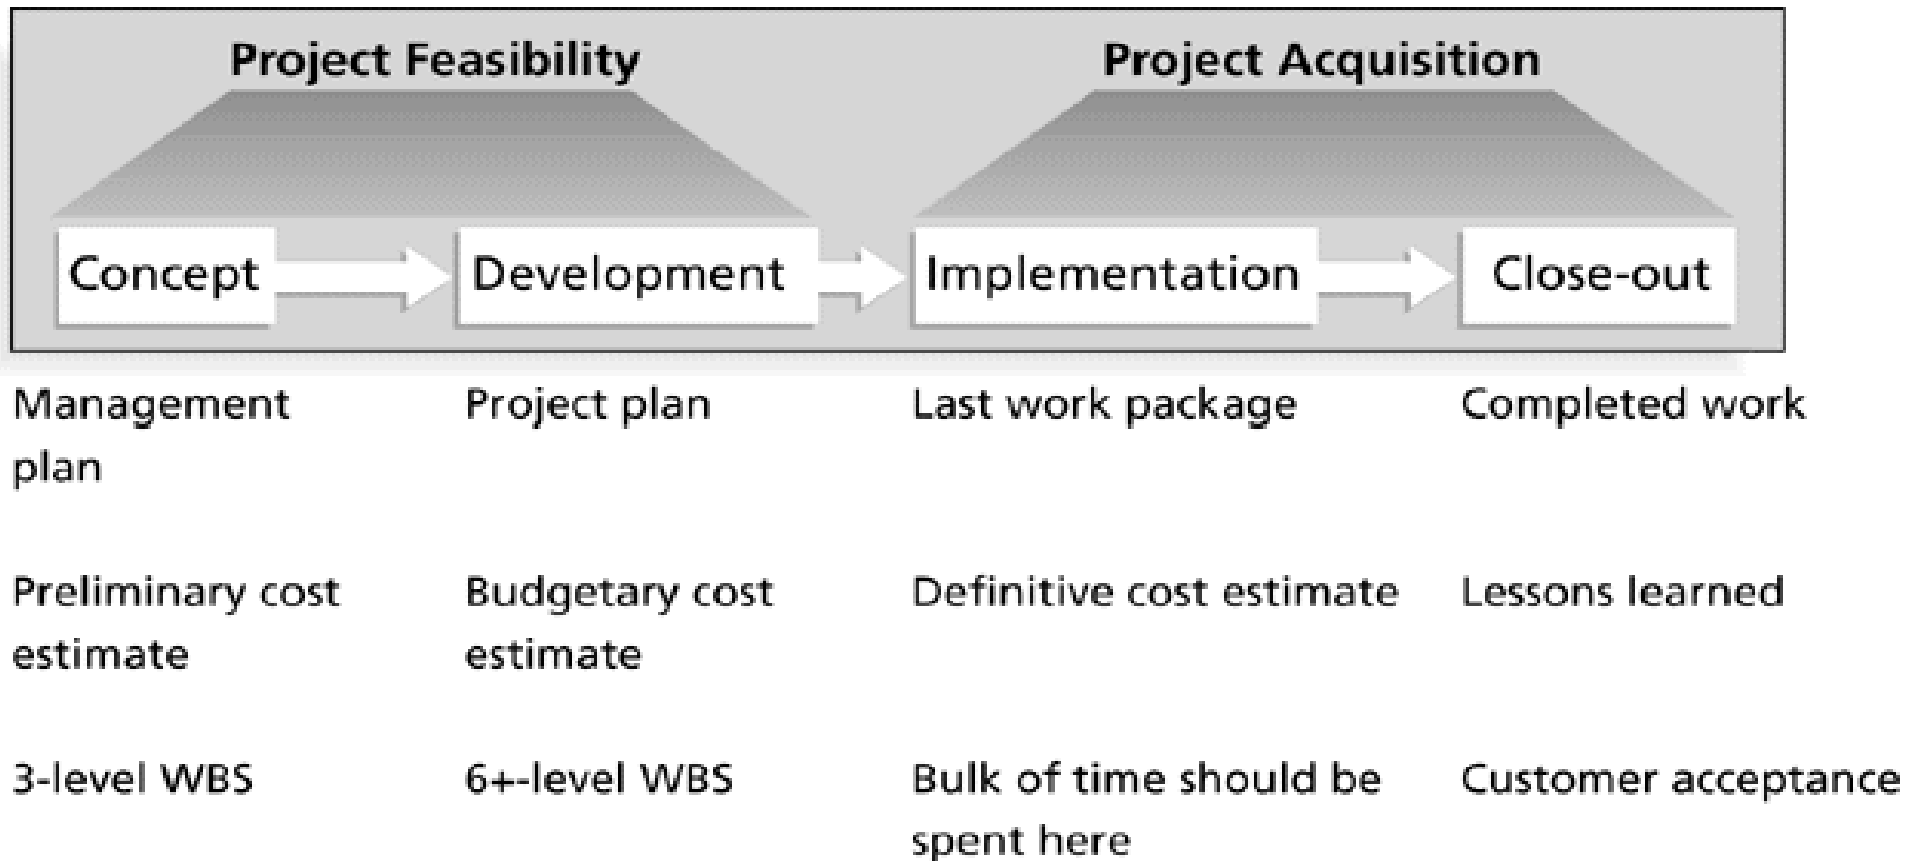 Project Feasibility
Project Acquisition
Concept
Development
Implementation
Close-out
Management
plan
Project plan
Last work package
Completed work
Preliminary cost
estimate
Budgetary cost
estimate
Definitive cost estimate
Lessons learned
3-level WBS
6+-level WBS
Bulk of time should be
spent here
Customer acceptance